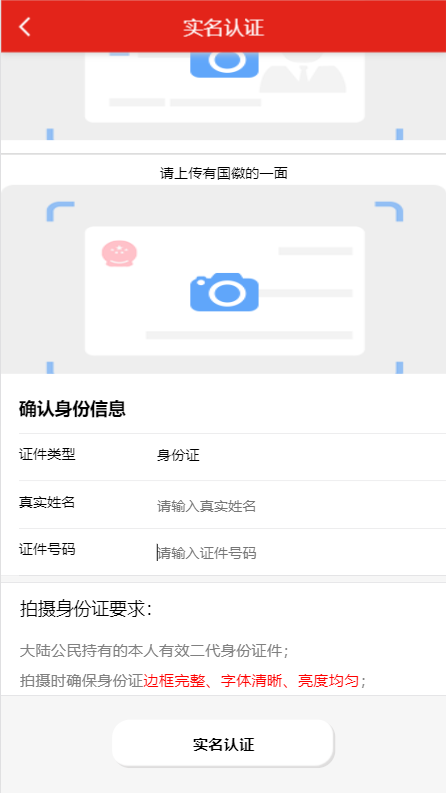 实名认证
请上传有国徽的一面
确认身份信息
证件类型 身份证
真实姓名 请输入真实姓名
证件号码 请输入证件号码
拍摄身份证要求：
大陆公民持有的本人有效二代身份证件；
拍摄时确保身份证边框完整、字体清晰、亮度均匀；
实名认证